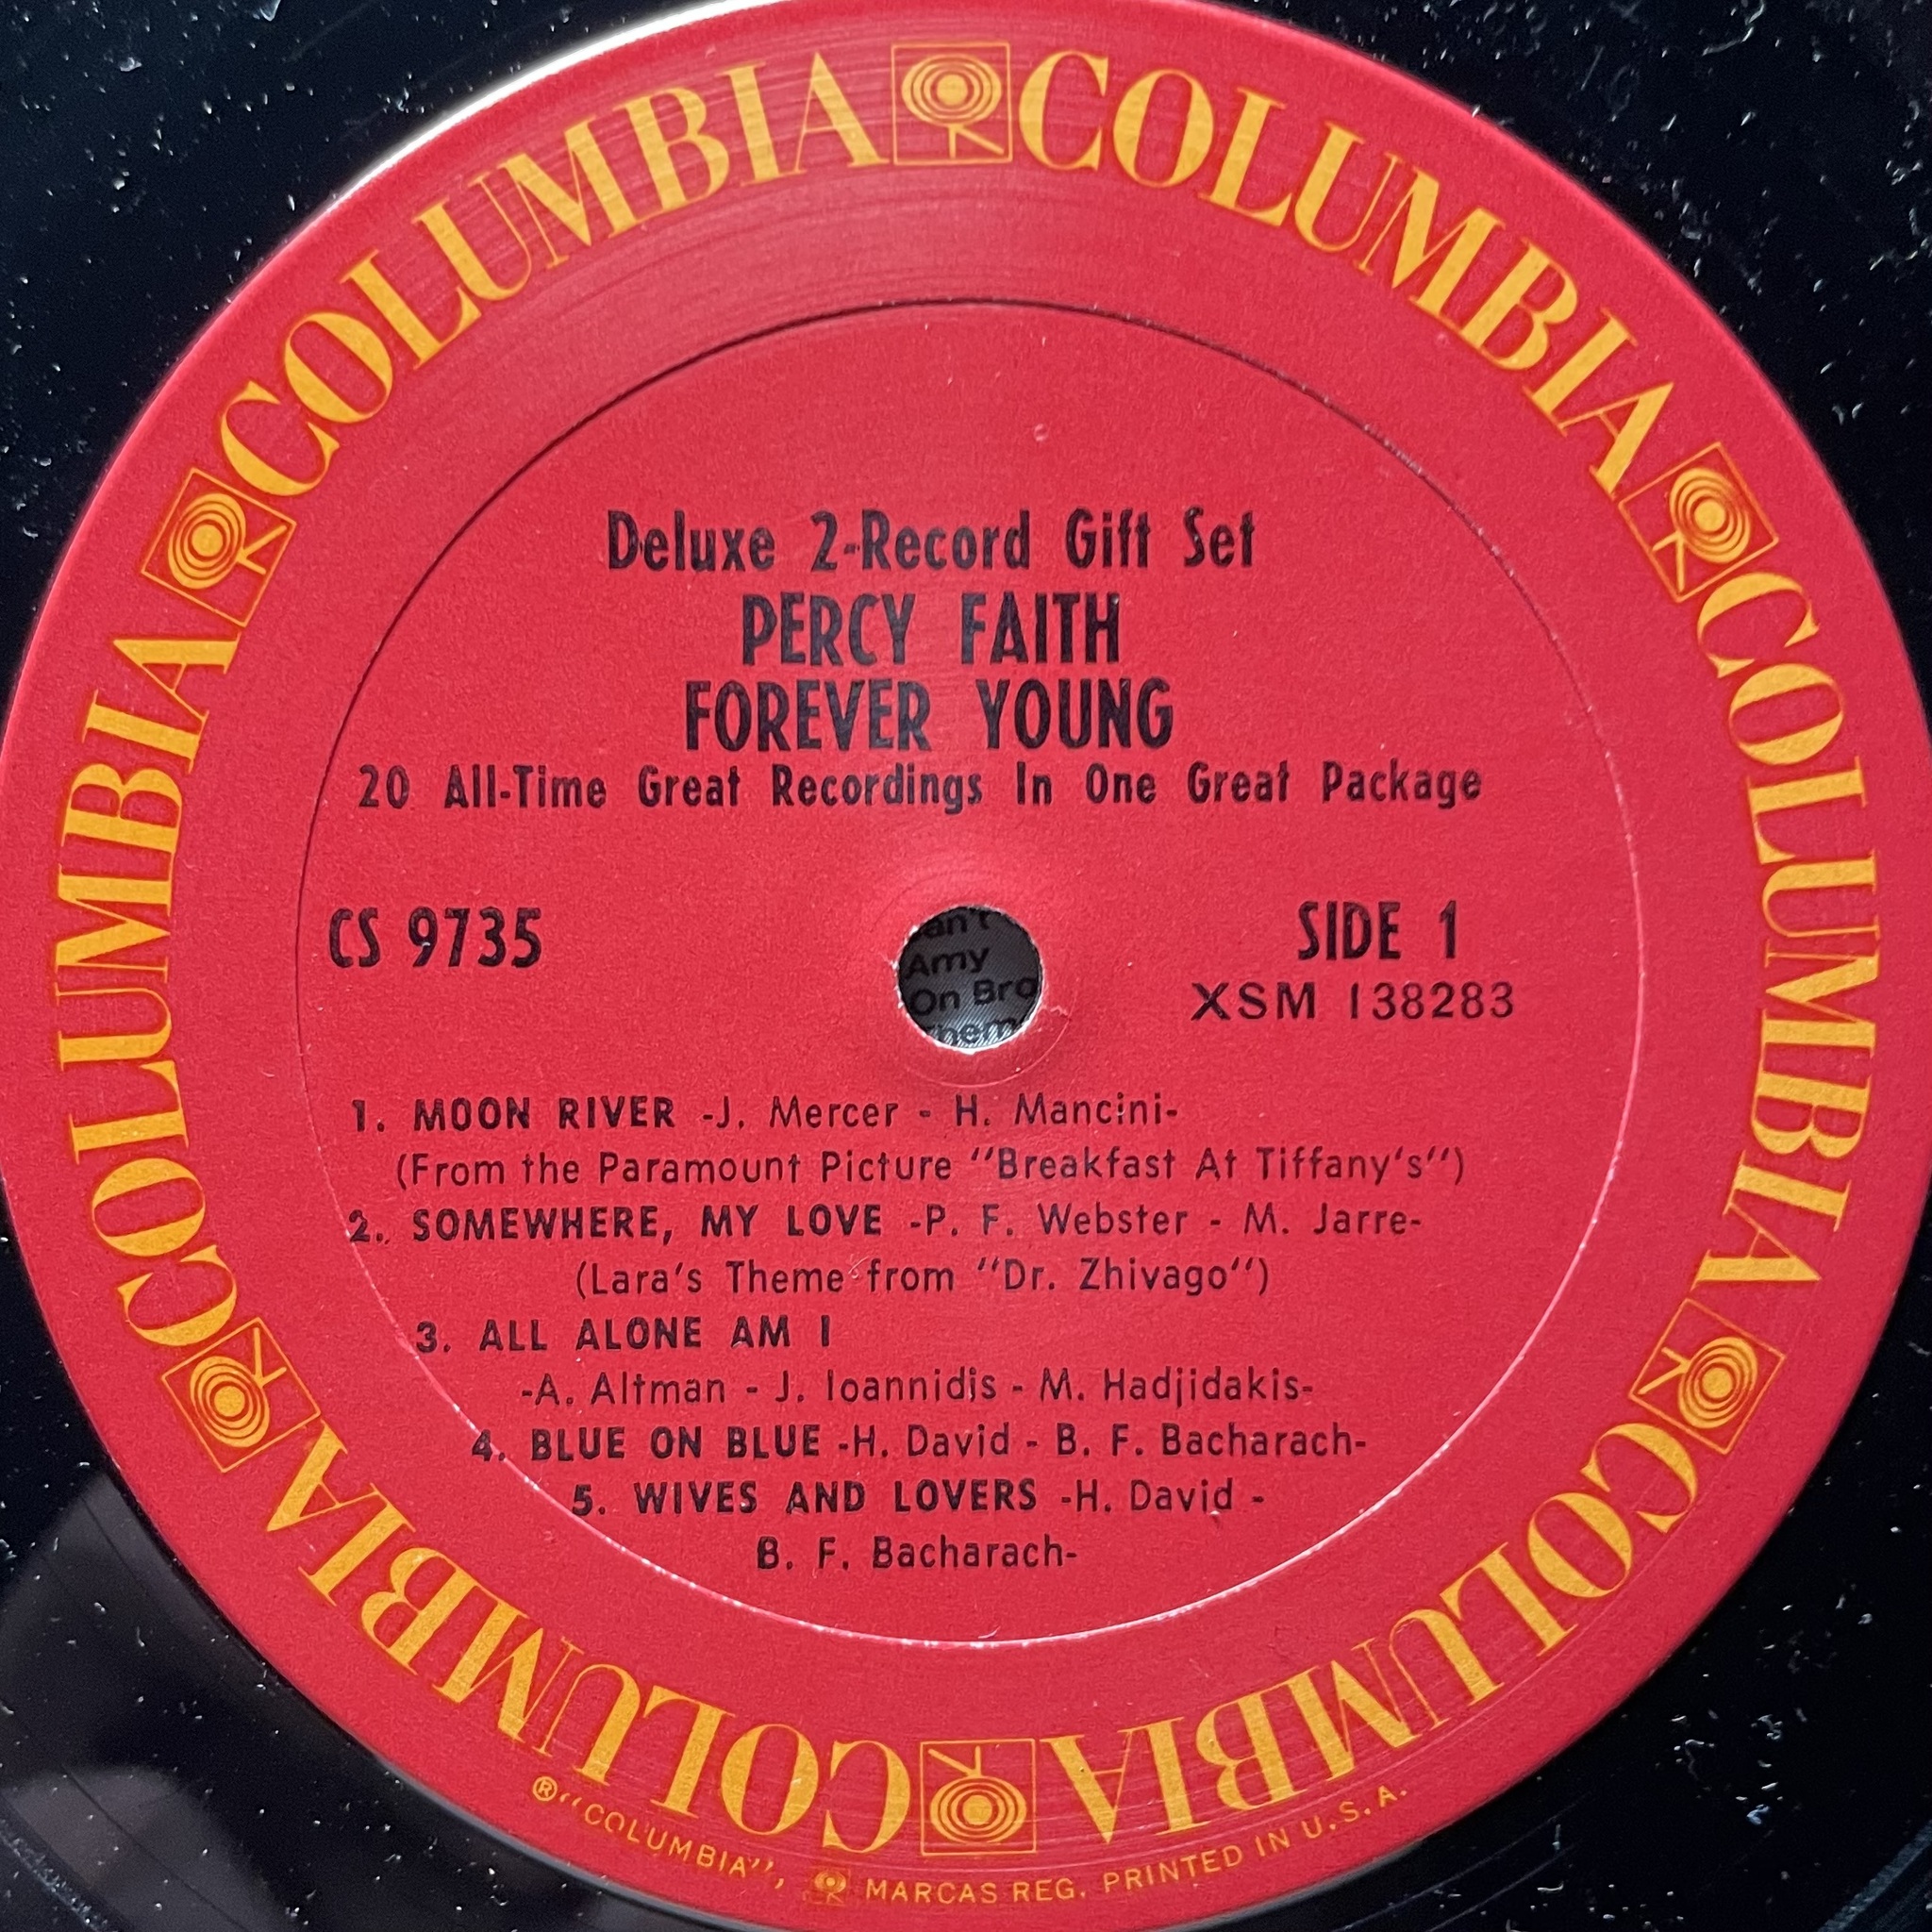 COLUMBIA COLUMBIA COLUMBIA COLUMBIA COLUMBIA COLUMBIA
Deluxe 2-Record Gift Set
PERCY FAITH
FOREVER YOUNG
20 All-Time Great Recordings In One Great Package
CS 9735
SIDE 1
XSM 138283
Amy
On
1. MOON RIVER -J. Mercer - H. Mancini-
(From the Paramount Picture "Breakfast At Tiffany's")
2. SOMEWHERE, MY LOVE -P. F. Webster - M. Jarre-
(Lara's Theme from "Dr. Zhivago")
3. ALL ALONE AM I
-A. Altman - J. Ioannidis - M. Hadjidakis-
4. BLUE ON BLUE -H. David - B. F. Bacharach-
5. WIVES AND LOVERS -H. David -
B. F. Bacharach-
® "COLUMBIA", MARCAS REG. PRINTED IN U.S.A.